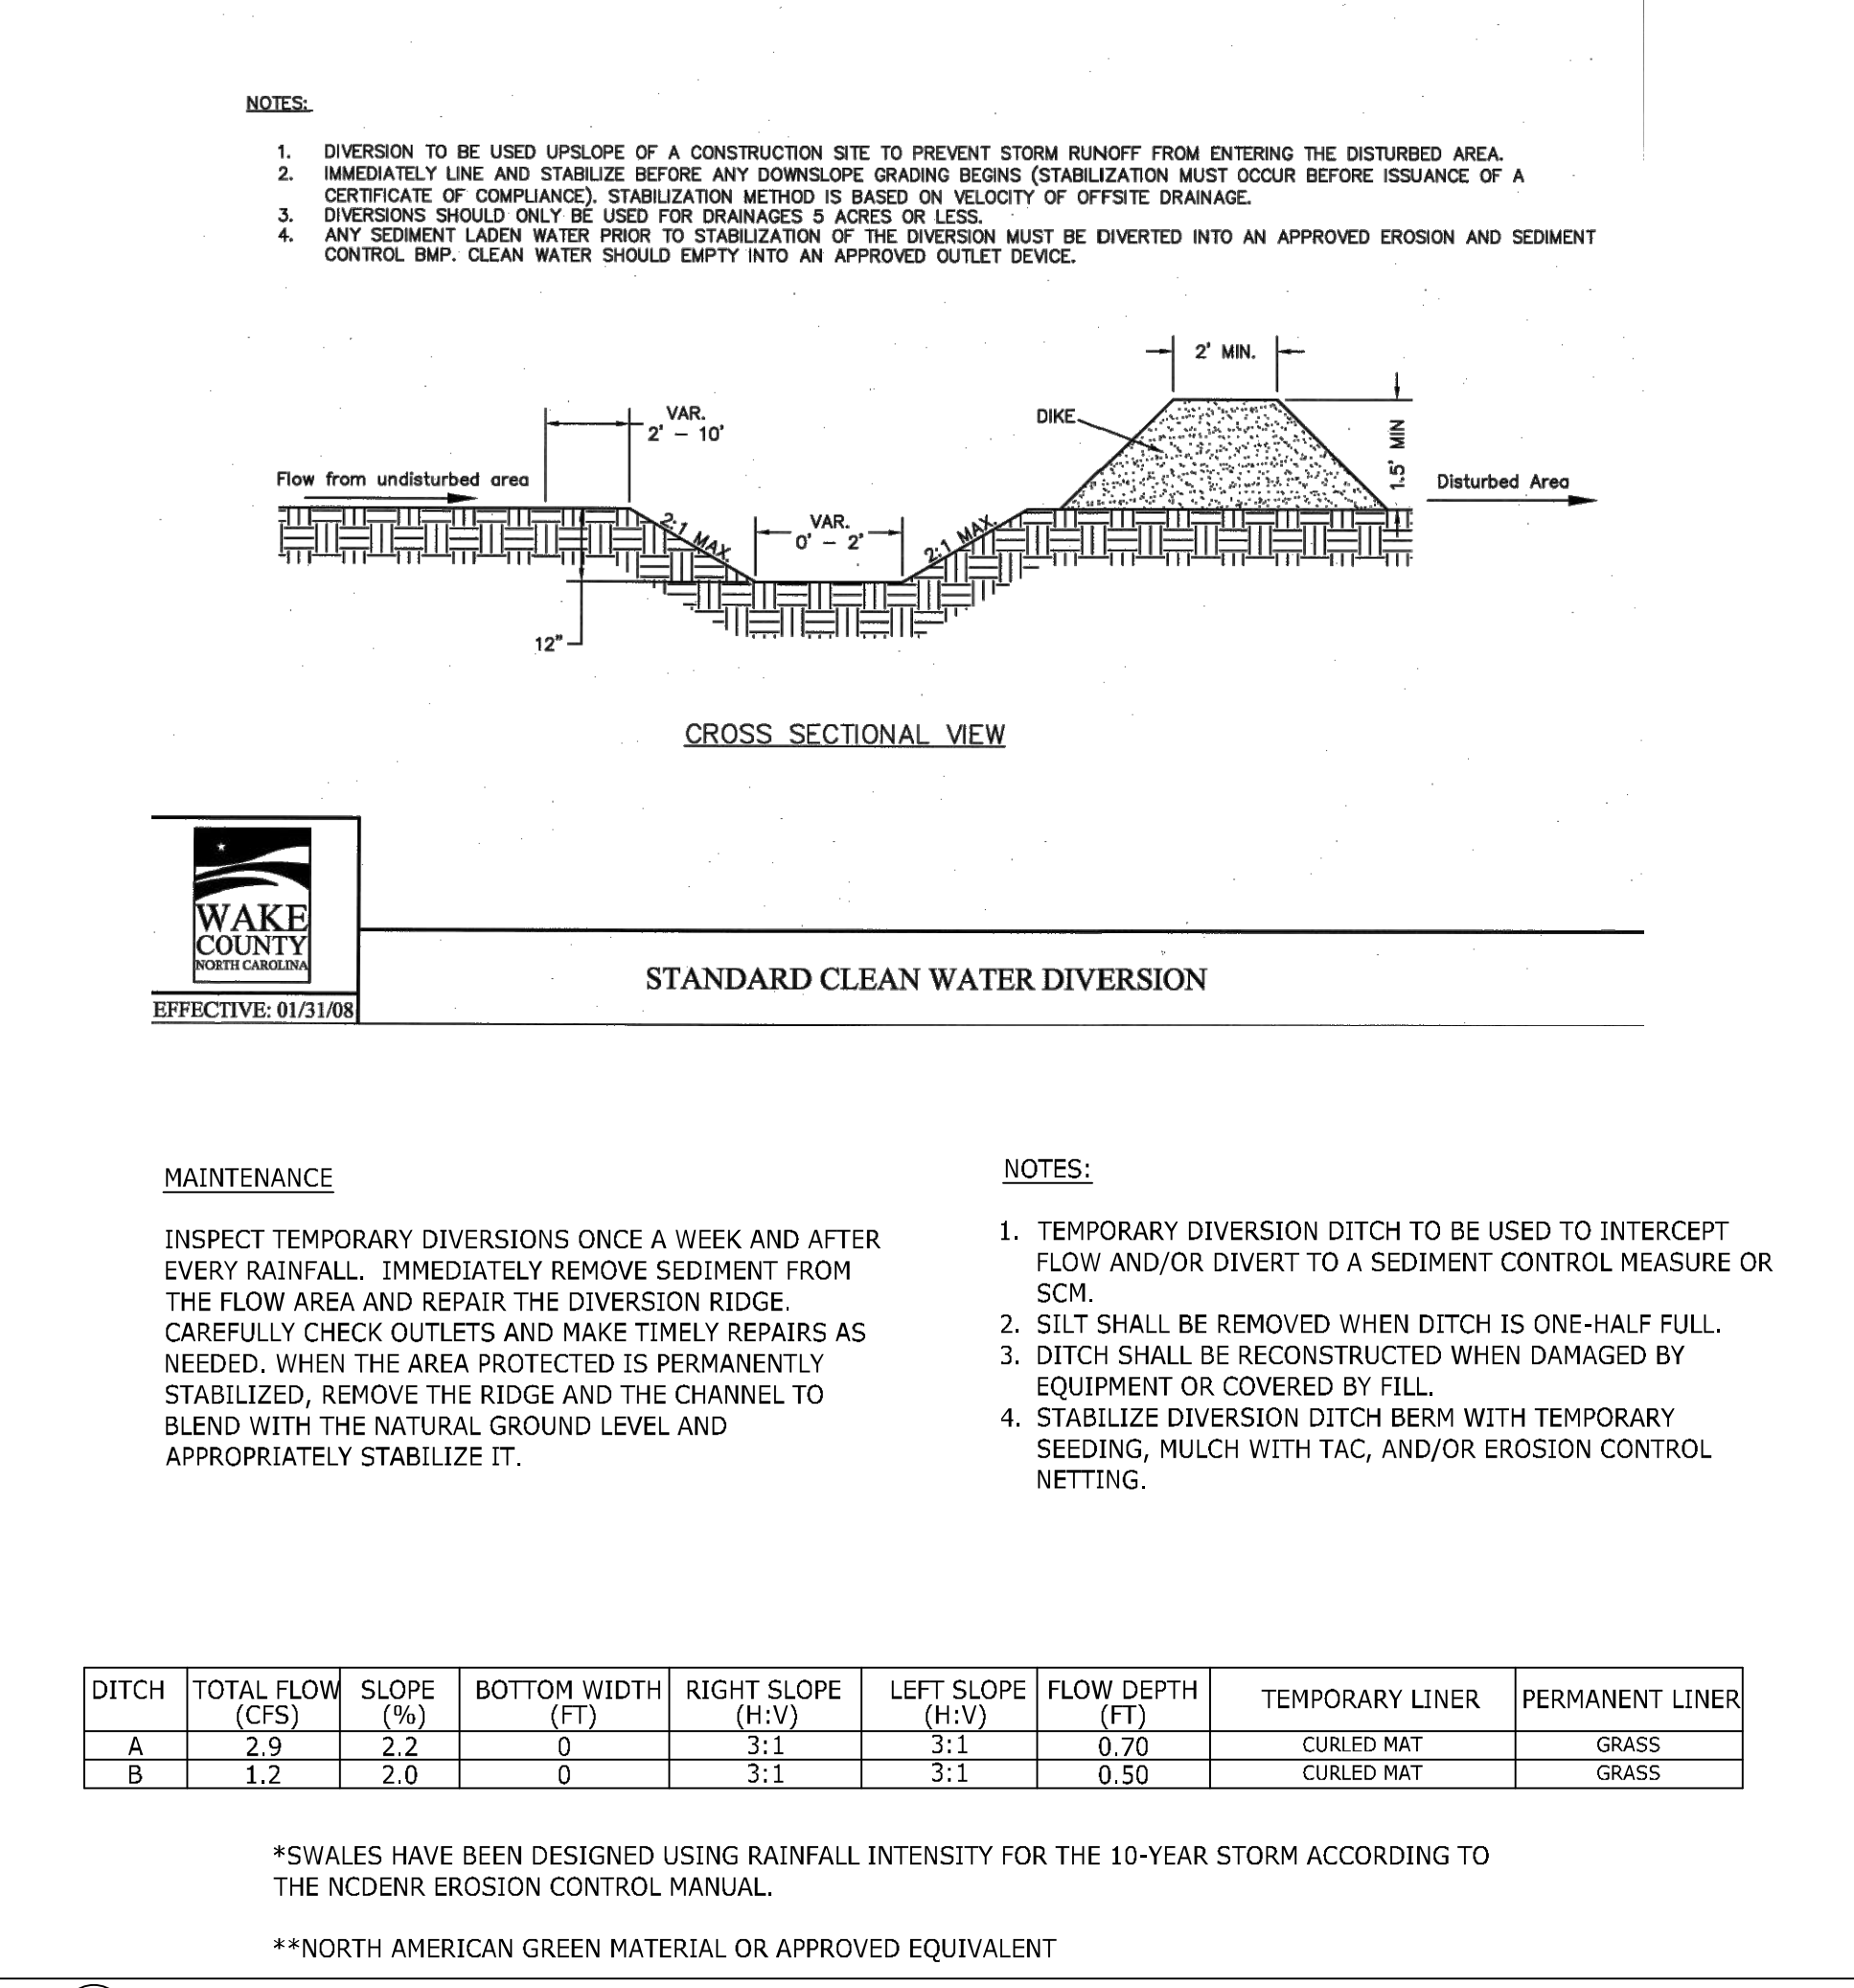 NOTES:
1. DIVERSION TO BE USED UPSLOPE OF A CONSTRUCTION SITE TO PREVENT STORM RUNOFF FROM ENTERING THE DISTURBED AREA.
2. IMMEDIATELY LINE AND STABILIZE BEFORE ANY DOWNSLOPE GRADING BEGINS (STABILIZATION MUST OCCUR BEFORE ISSUANCE OF A
CERTIFICATE OF COMPLIANCE). STABILIZATION METHOD IS BASED ON VELOCITY OF OFFSITE DRAINAGE.
3. DIVERSIONS SHOULD ONLY BE USED FOR DRAINAGES 5 ACRES OR LESS.
4. ANY SEDIMENT LADEN WATER PRIOR TO STABILIZATION OF THE DIVERSION MUST BE DIVERTED INTO AN APPROVED EROSION AND SEDIMENT
CONTROL BMP. CLEAN WATER SHOULD EMPTY INTO AN APPROVED OUTLET DEVICE.
2' MIN.
VAR.
2' – 10'
DIKE
1.5' MIN
Flow from undisturbed area
Disturbed Area
2:1 MAX.
VAR.
0' – 2'
2:1 MAX.
12"
CROSS SECTIONAL VIEW
WAKE
COUNTY
NORTH CAROLINA
EFFECTIVE: 01/31/08
STANDARD CLEAN WATER DIVERSION
MAINTENANCE
INSPECT TEMPORARY DIVERSIONS ONCE A WEEK AND AFTER
EVERY RAINFALL. IMMEDIATELY REMOVE SEDIMENT FROM
THE FLOW AREA AND REPAIR THE DIVERSION RIDGE.
CAREFULLY CHECK OUTLETS AND MAKE TIMELY REPAIRS AS
NEEDED. WHEN THE AREA PROTECTED IS PERMANENTLY
STABILIZED, REMOVE THE RIDGE AND THE CHANNEL TO
BLEND WITH THE NATURAL GROUND LEVEL AND
APPROPRIATELY STABILIZE IT.
NOTES:
1. TEMPORARY DIVERSION DITCH TO BE USED TO INTERCEPT
FLOW AND/OR DIVERT TO A SEDIMENT CONTROL MEASURE OR
SCM.
2. SILT SHALL BE REMOVED WHEN DITCH IS ONE-HALF FULL.
3. DITCH SHALL BE RECONSTRUCTED WHEN DAMAGED BY
EQUIPMENT OR COVERED BY FILL.
4. STABILIZE DIVERSION DITCH BERM WITH TEMPORARY
SEEDING, MULCH WITH TAC, AND/OR EROSION CONTROL
NETTING.
DITCH TOTAL FLOW (CFS) SLOPE (%) BOTTOM WIDTH (FT) RIGHT SLOPE (H:V) LEFT SLOPE (H:V) FLOW DEPTH (FT) TEMPORARY LINER PERMANENT LINER
A 2.9 2.2 0 3:1 3:1 0.70 CURLED MAT GRASS
B 1.2 2.0 0 3:1 3:1 0.50 CURLED MAT GRASS
*SWALES HAVE BEEN DESIGNED USING RAINFALL INTENSITY FOR THE 10-YEAR STORM ACCORDING TO
THE NCDENR EROSION CONTROL MANUAL.
**NORTH AMERICAN GREEN MATERIAL OR APPROVED EQUIVALENT